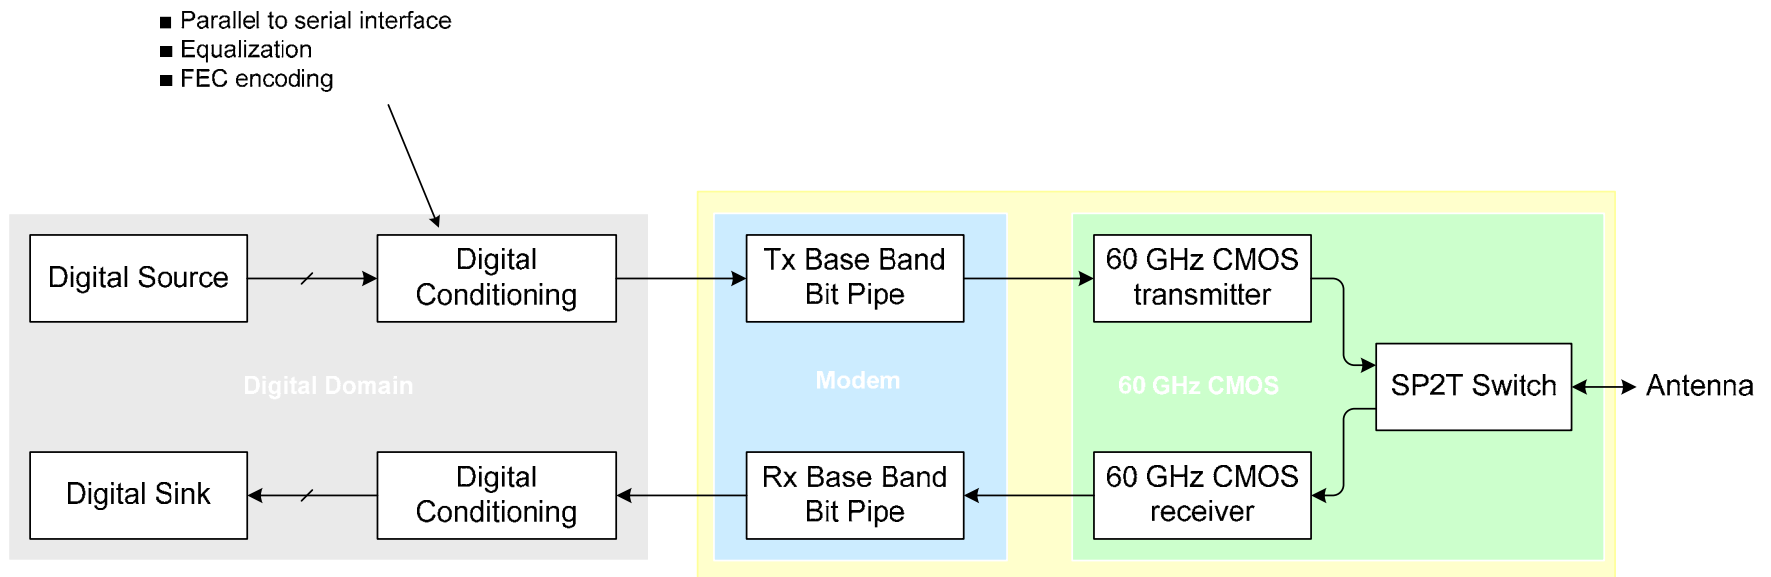 ■ Parallel to serial interface
■ Equalization
■ FEC encoding
Digital Source
Digital
Conditioning
Tx Base Band
Bit Pipe
60 GHz CMOS
transmitter
Digital Domain
Modem
60 GHz CMOS
SP2T Switch
Antenna
Digital Sink
Digital
Conditioning
Rx Base Band
Bit Pipe
60 GHz CMOS
receiver